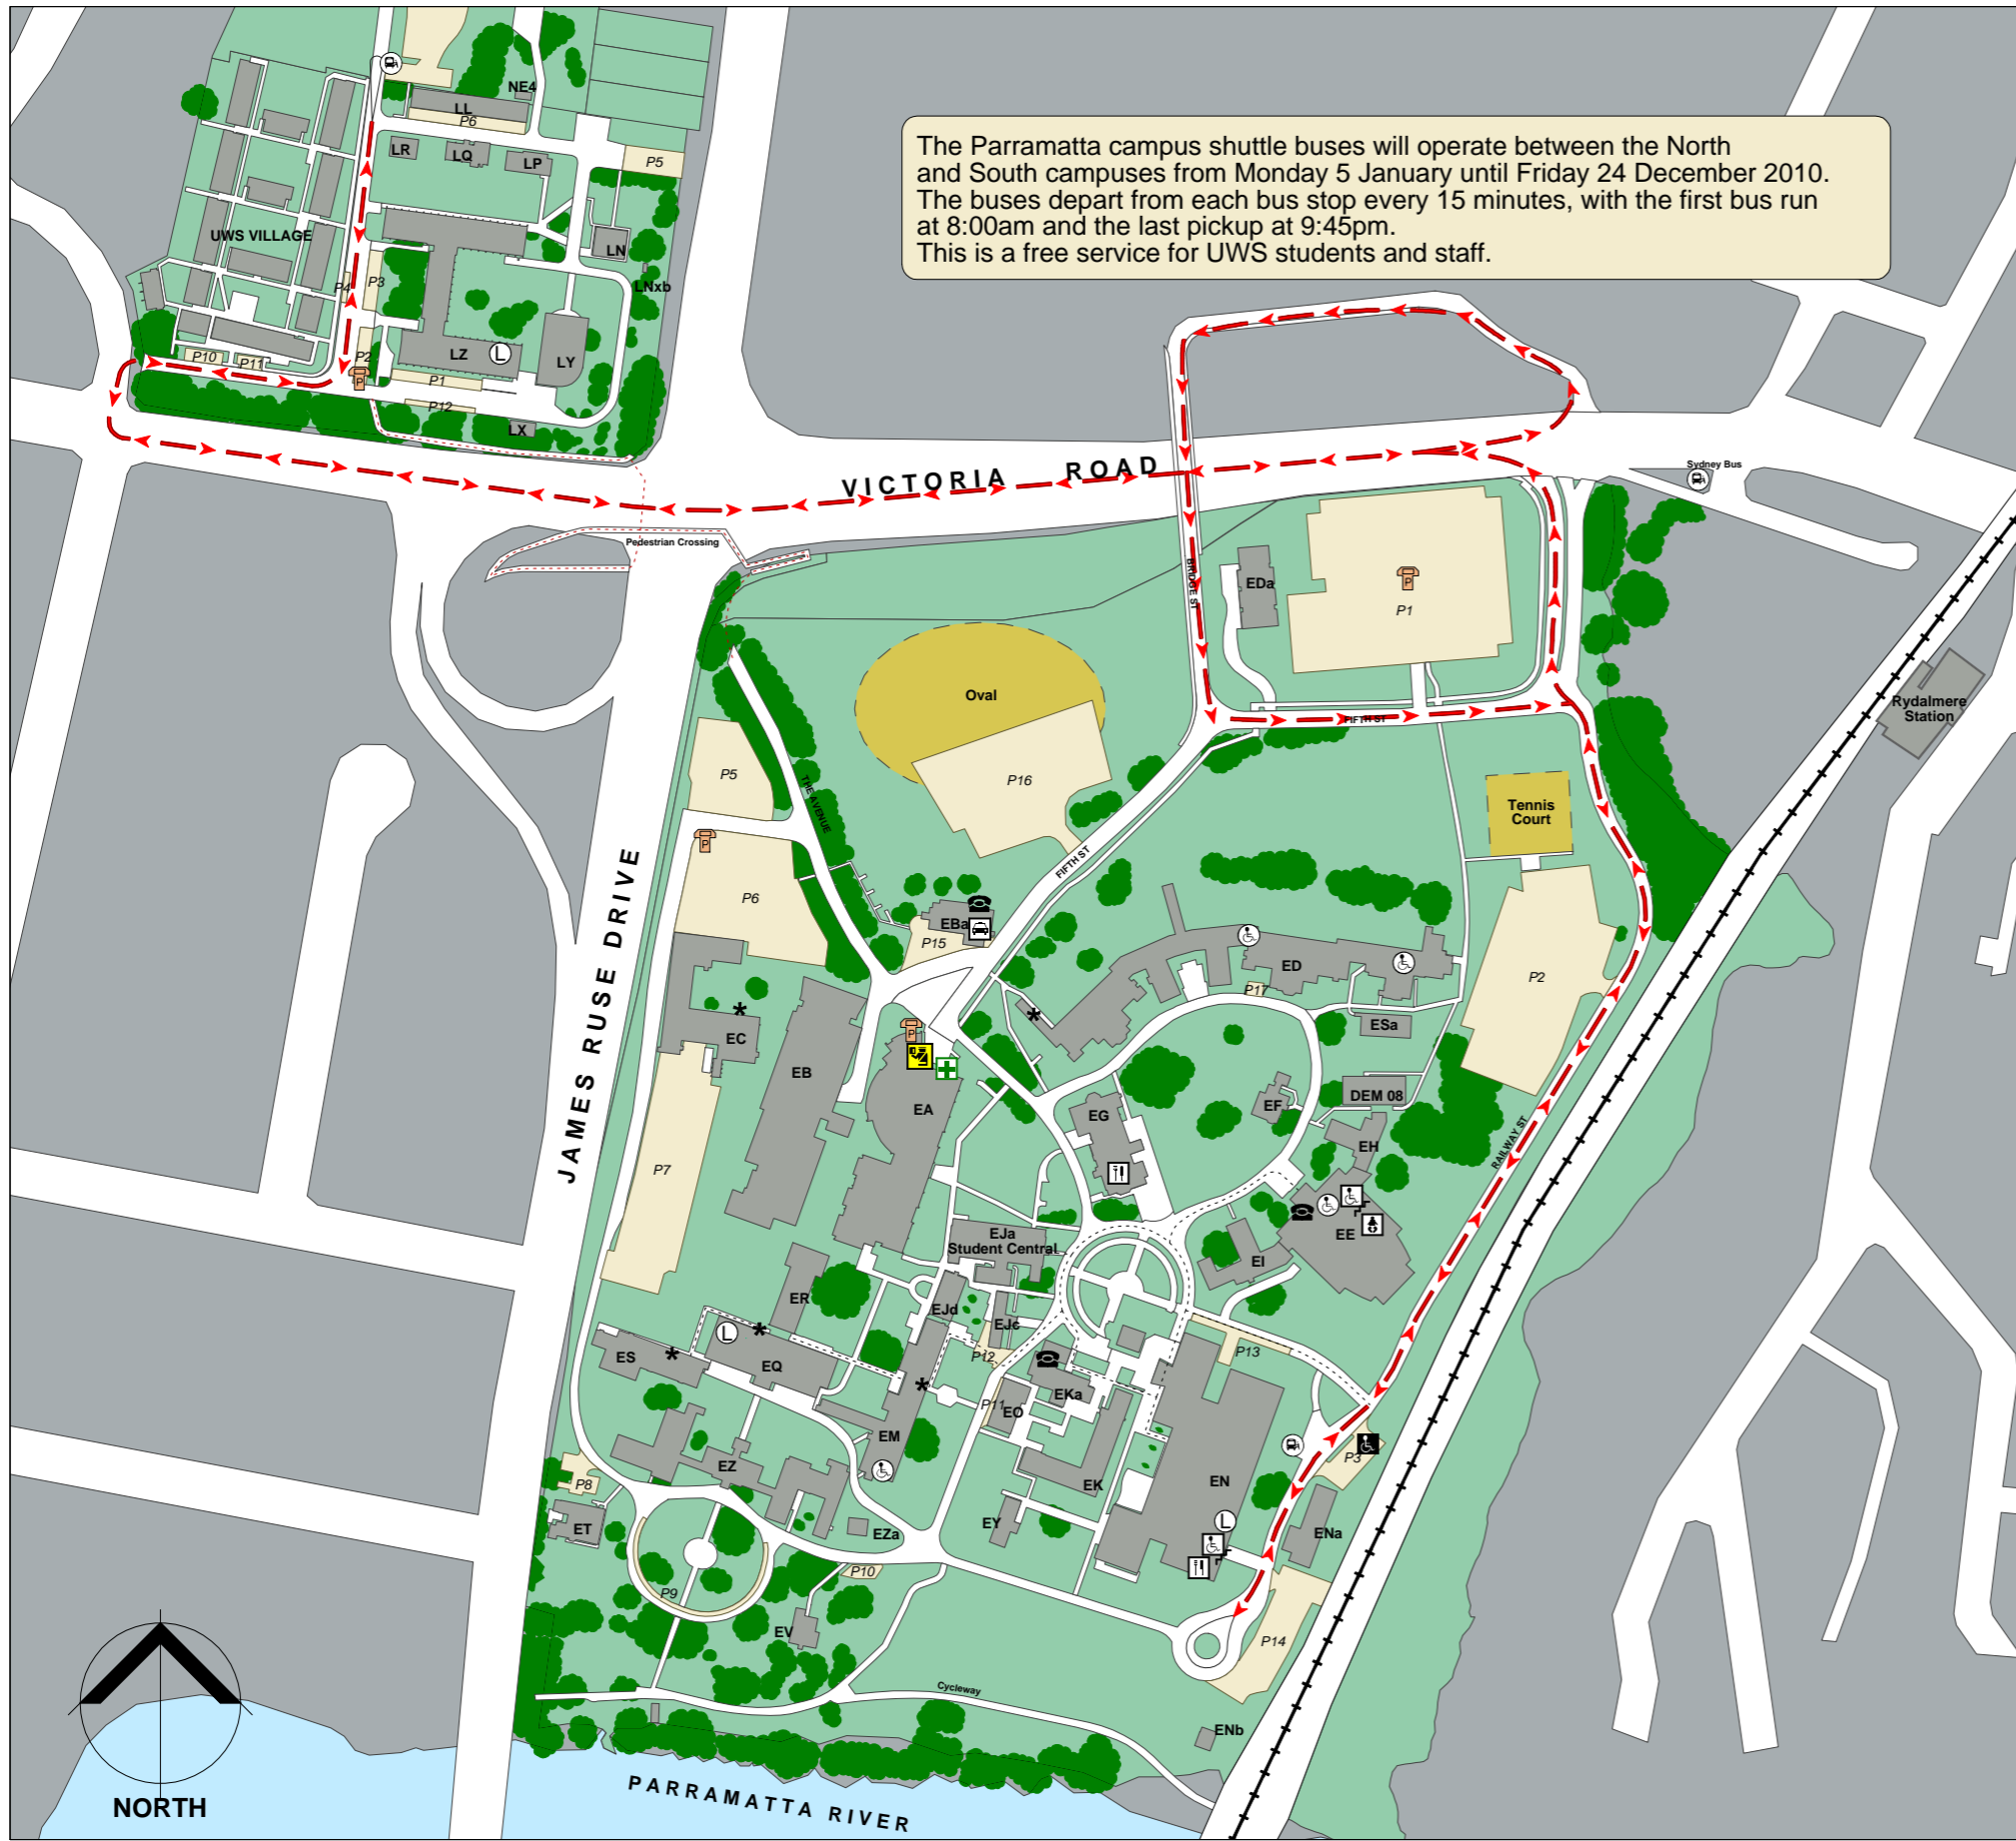 NE4
LL
P6
LR
LQ
LP
P5
UWS VILLAGE
LN
LNxb
P4
P3
P2
LZ
L
LY
P10
P11
P
P1
P12
LX
The Parramatta campus shuttle buses will operate between the North
and South campuses from Monday 5 January until Friday 24 December 2010.
The buses depart from each bus stop every 15 minutes, with the first bus run
at 8:00am and the last pickup at 9:45pm.
This is a free service for UWS students and staff.
VICTORIA ROAD
Sydney Bus
Pedestrian Crossing
BRIDGE ST
EDa
P
P1
Oval
FIFTH ST
Rydalmere
Station
P5
THE AVENUE
P16
Tennis
Court
P
FIFTH ST
JAMES RUSE DRIVE
P6
EBa
P15
ED
P17
P2
EC
*
*
ESa
P
EB
EA
EG
EF
DEM 08
EH
RAILWAY ST
P7
EE
EI
EJa
Student Central
ER
EJd
EJc
P12
P13
L
*
ES
*
EQ
*
EKa
P11
EO
EM
EZ
EK
EN
P3
P8
ET
EZa
EY
L
ENa
P9
P10
EV
P14
Cycleway
ENb
NORTH
PARRAMATTA RIVER